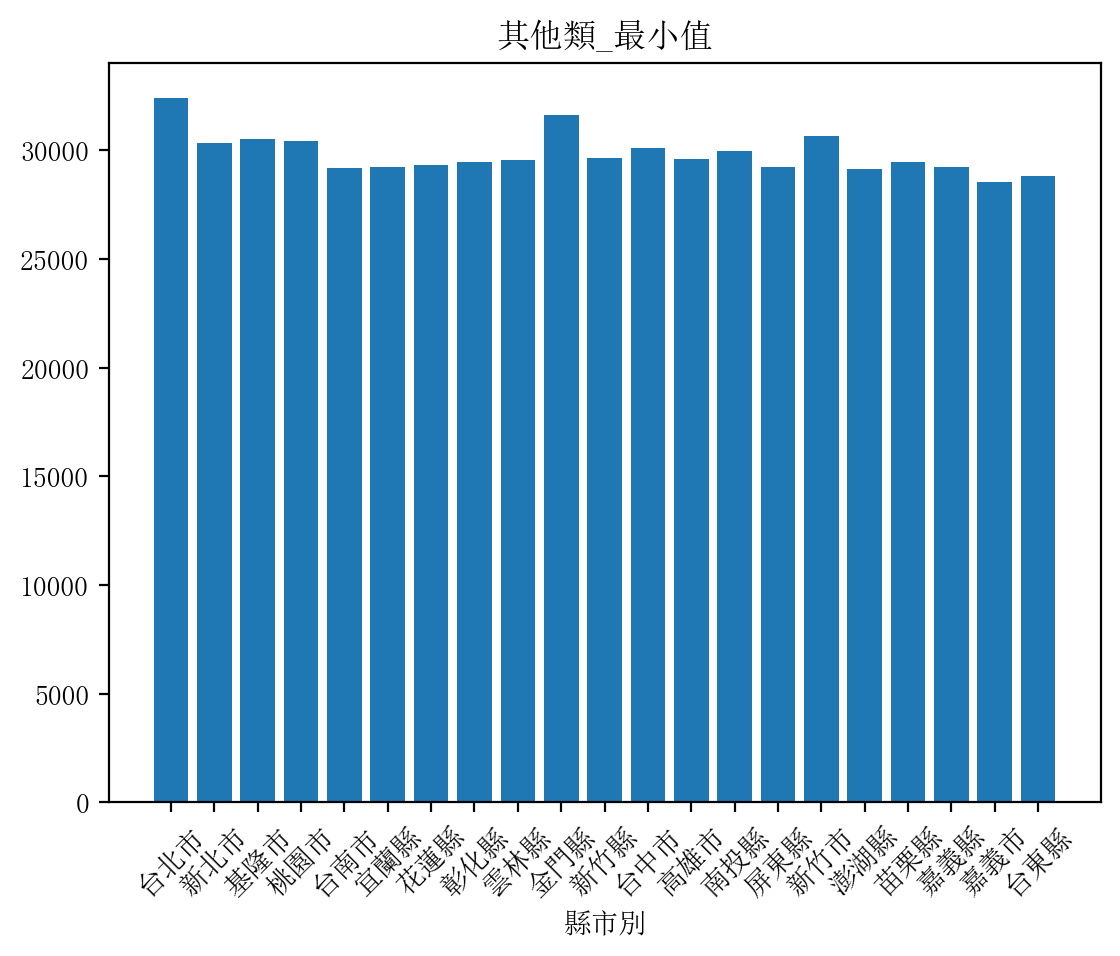 其他類_最小值
30000
25000
20000
15000
10000
5000
0
台北市
新北市
基隆市
桃園市
台南市
宜蘭縣
花蓮縣
彰化縣
雲林縣
金門縣
新竹縣
台中市
高雄市
南投縣
屏東縣
新竹市
澎湖縣
苗栗縣
嘉義縣
嘉義市
台東縣
縣市別